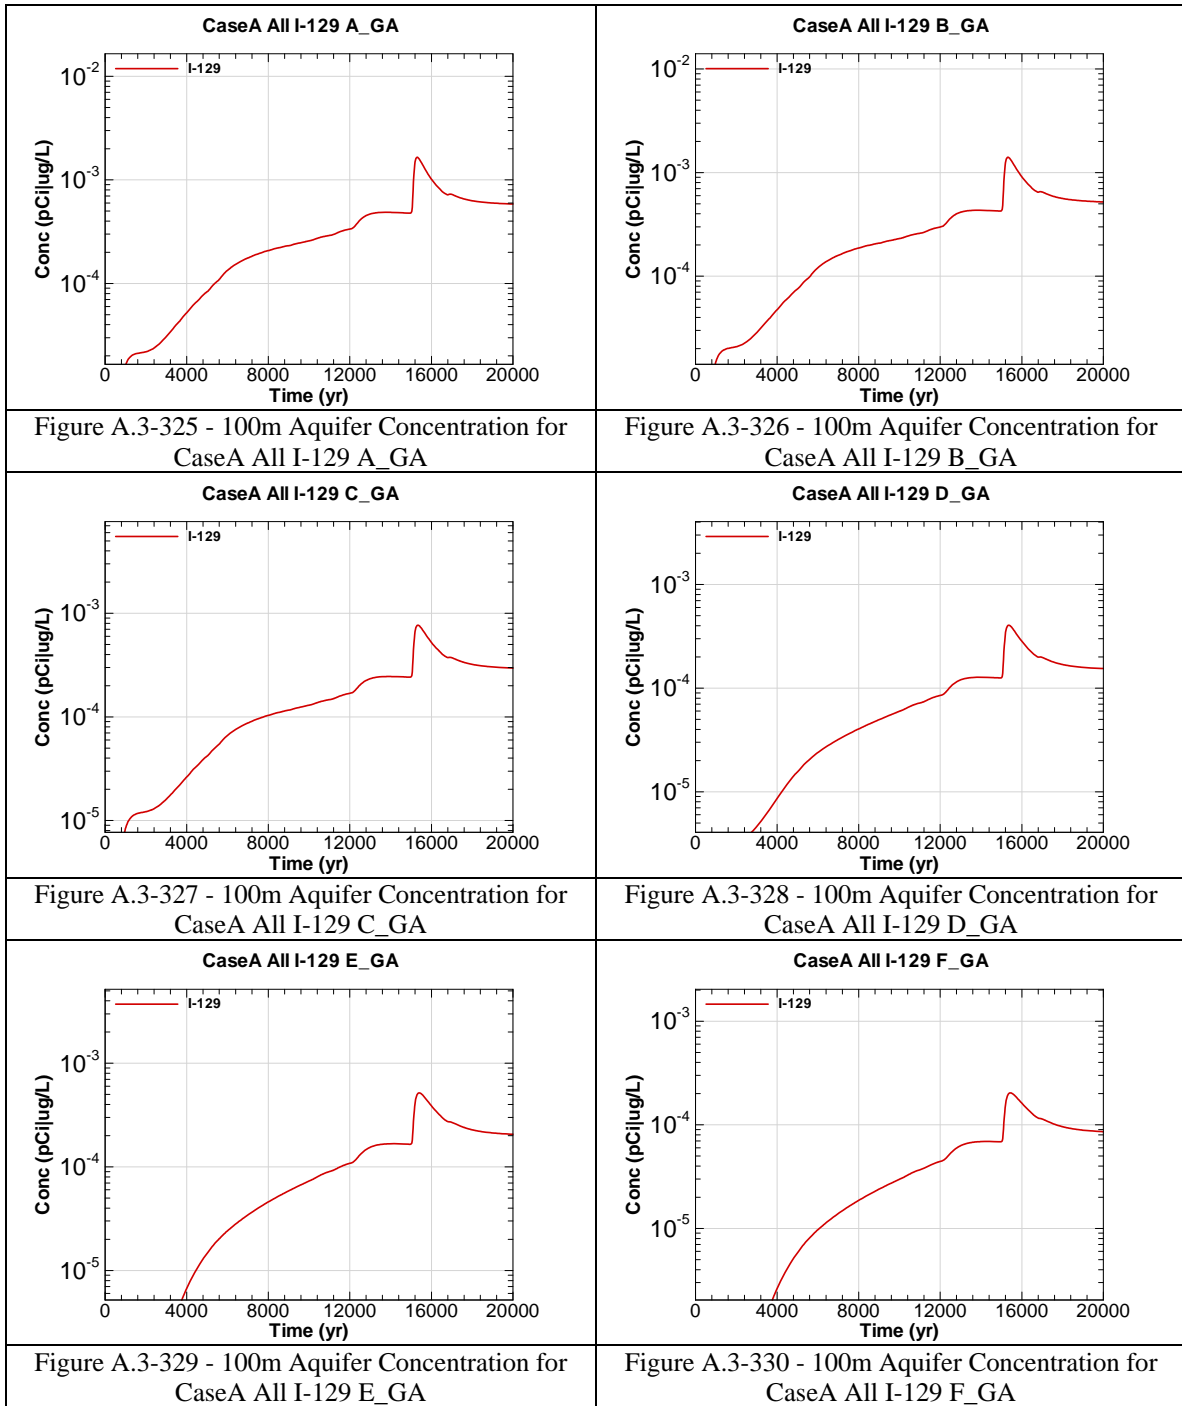 CaseA All I-129 A_GA
I-129
10-2
10-3
10-4
Conc (pCi|ug/L)
0 4000 8000 12000 16000 20000
Time (yr)
Figure A.3-325 - 100m Aquifer Concentration for
CaseA All I-129 A_GA
CaseA All I-129 B_GA
I-129
10-2
10-3
10-4
Conc (pCi|ug/L)
0 4000 8000 12000 16000 20000
Time (yr)
Figure A.3-326 - 100m Aquifer Concentration for
CaseA All I-129 B_GA
CaseA All I-129 C_GA
I-129
10-3
10-4
10-5
Conc (pCi|ug/L)
0 4000 8000 12000 16000 20000
Time (yr)
Figure A.3-327 - 100m Aquifer Concentration for
CaseA All I-129 C_GA
CaseA All I-129 D_GA
I-129
10-3
10-4
10-5
Conc (pCi|ug/L)
0 4000 8000 12000 16000 20000
Time (yr)
Figure A.3-328 - 100m Aquifer Concentration for
CaseA All I-129 D_GA
CaseA All I-129 E_GA
I-129
10-3
10-4
10-5
Conc (pCi|ug/L)
0 4000 8000 12000 16000 20000
Time (yr)
Figure A.3-329 - 100m Aquifer Concentration for
CaseA All I-129 E_GA
CaseA All I-129 F_GA
I-129
10-3
10-4
10-5
Conc (pCi|ug/L)
0 4000 8000 12000 16000 20000
Time (yr)
Figure A.3-330 - 100m Aquifer Concentration for
CaseA All I-129 F_GA